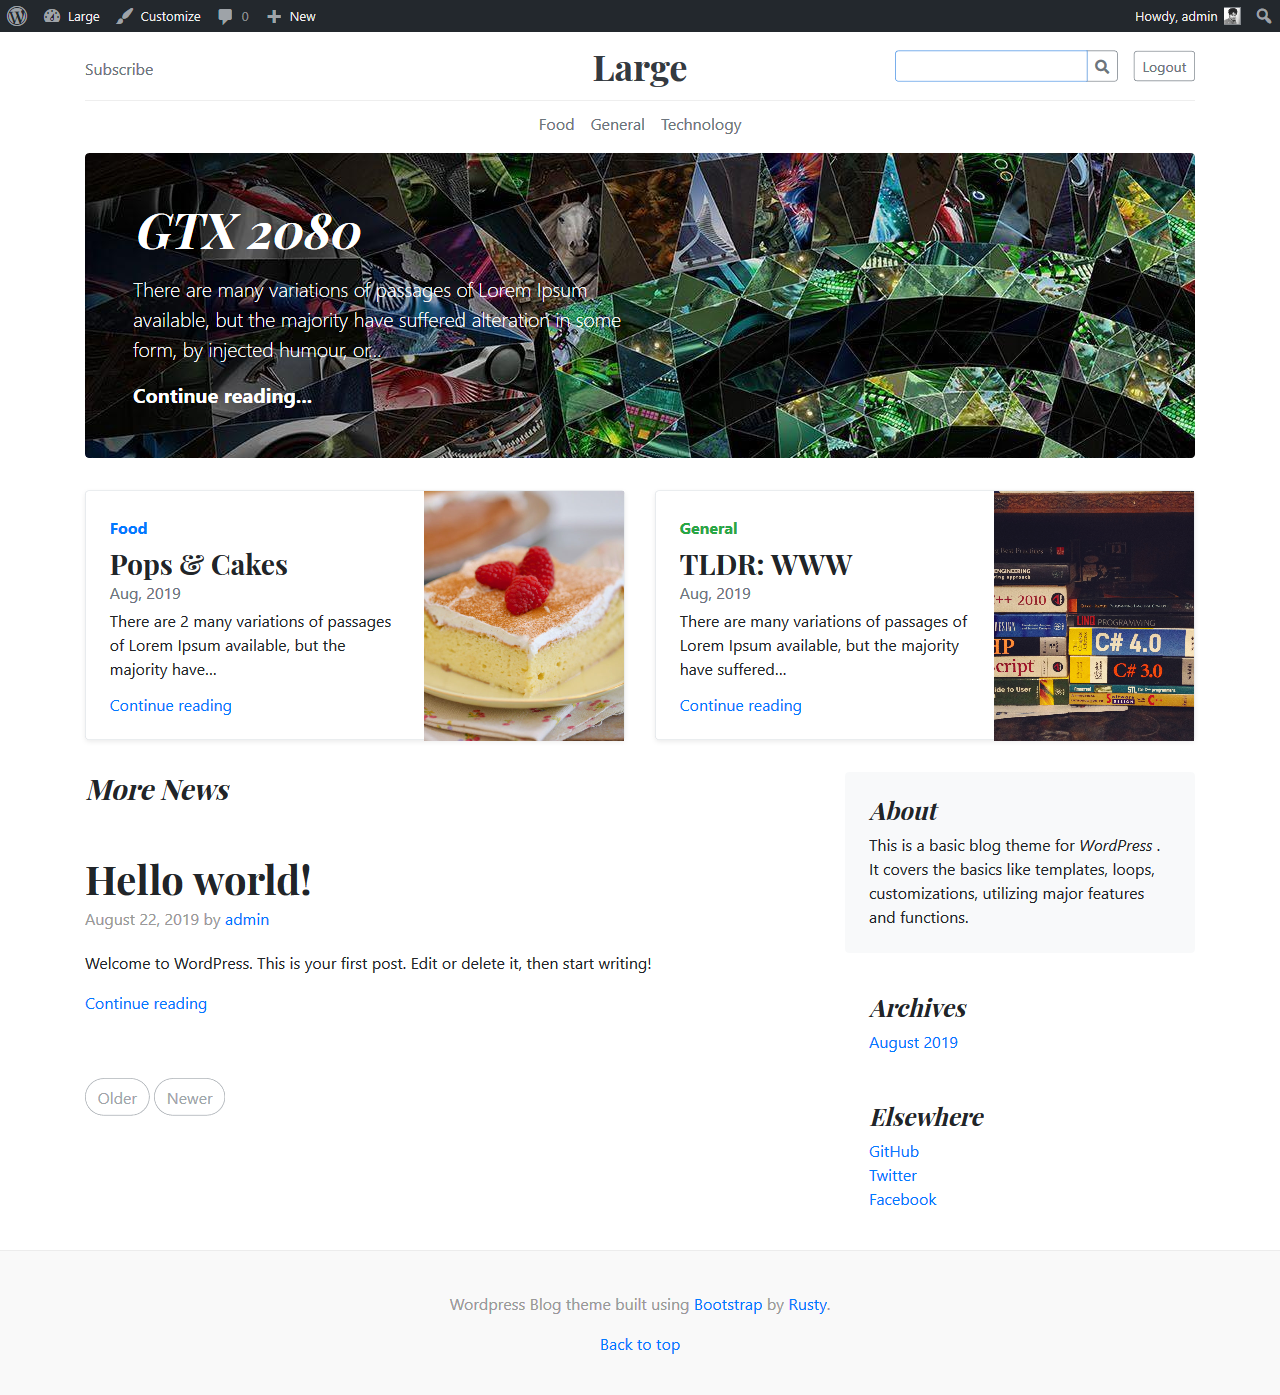 Large Customize 0 New Howdy, admin
Subscribe Large Logout
Food General Technology
GTX 2080
There are many variations of passages of Lorem Ipsum
available, but the majority have suffered alteration in some
form, by injected humour, or...
Continue reading...
Food
Pops & Cakes
Aug, 2019
There are 2 many variations of passages
of Lorem Ipsum available, but the
majority have...
Continue reading
General
TLDR: WWW
Aug, 2019
There are many variations of passages of
Lorem Ipsum available, but the majority
have suffered...
Continue reading
ENGINEERING
C++ 2010
LINQ PROGRAMMING
HP
C# 4.0
Script
C# 3.0
de to User
More News
Hello world!
August 22, 2019 by admin
Welcome to WordPress. This is your first post. Edit or delete it, then start writing!
Continue reading
Older Newer
About
This is a basic blog theme for WordPress .
It covers the basics like templates, loops,
customizations, utilizing major features
and functions.
Archives
August 2019
Elsewhere
GitHub
Twitter
Facebook
Wordpress Blog theme built using Bootstrap by Rusty.
Back to top